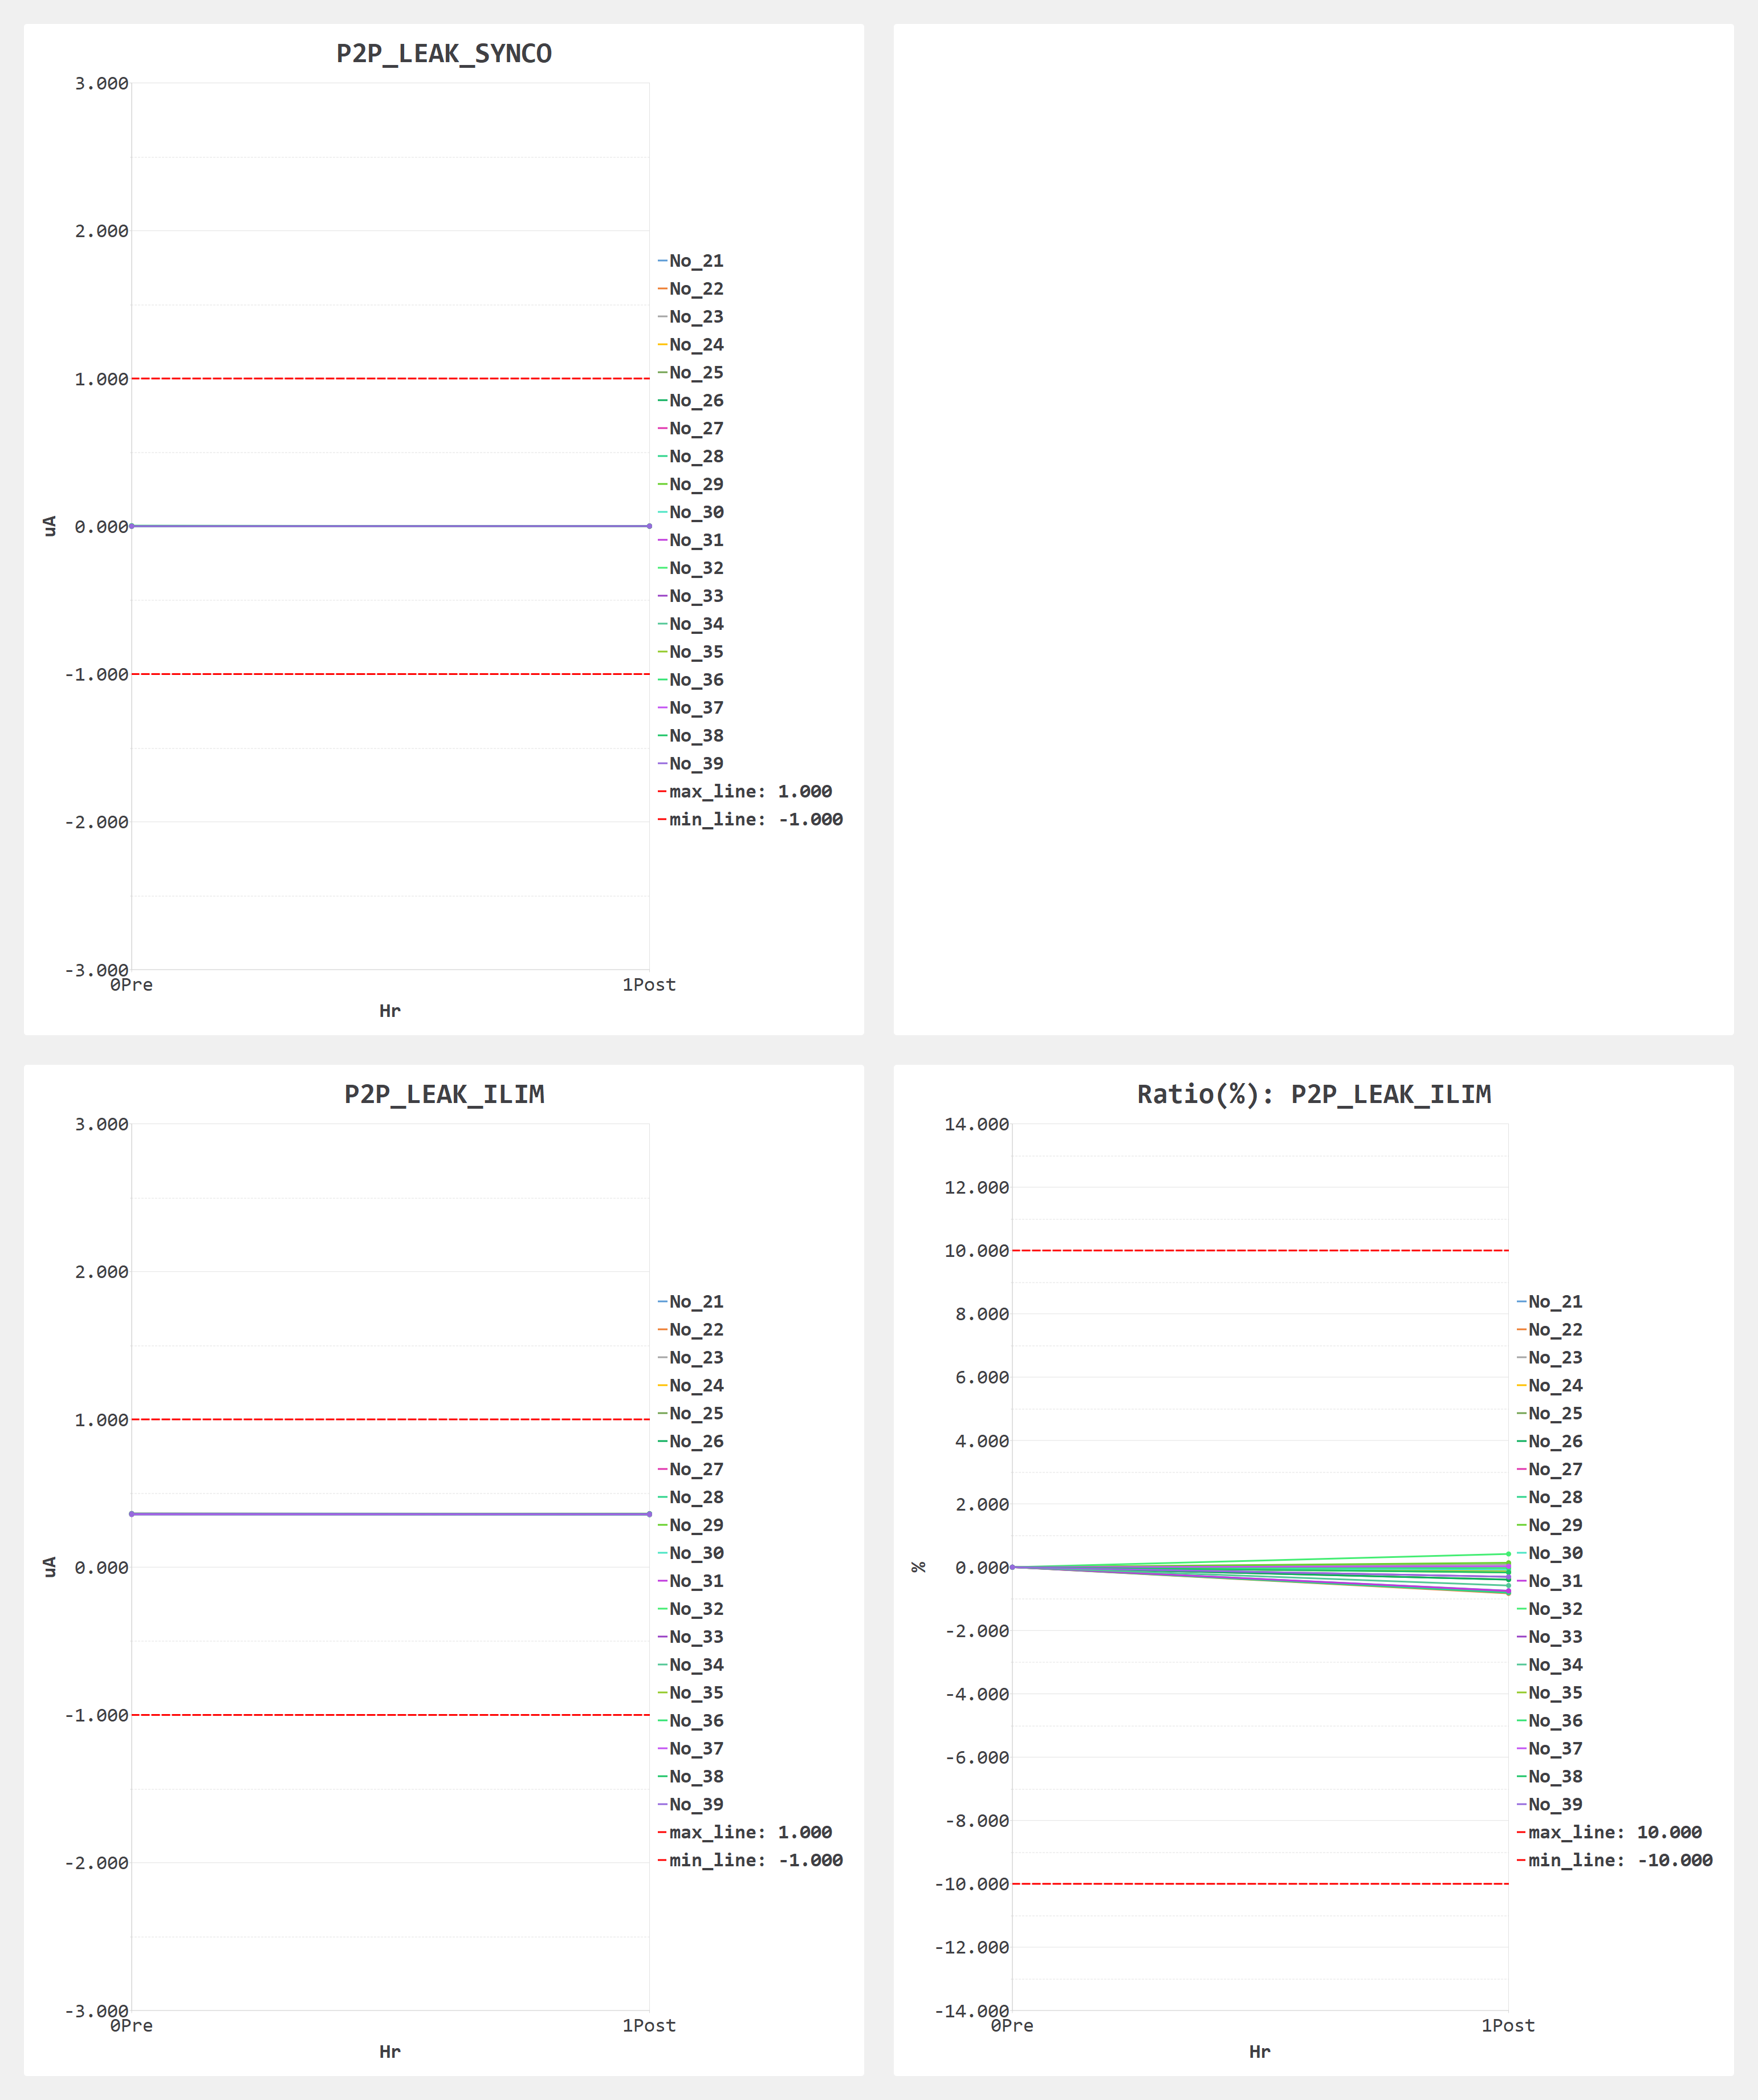 P2P_LEAK_SYNCO
3.000
2.000
1.000
0.000
-1.000
-2.000
-3.000
uA
0Pre
1Post
Hr
No_21
No_22
No_23
No_24
No_25
No_26
No_27
No_28
No_29
No_30
No_31
No_32
No_33
No_34
No_35
No_36
No_37
No_38
No_39
max_line: 1.000
min_line: -1.000
P2P_LEAK_ILIM
3.000
2.000
1.000
0.000
-1.000
-2.000
-3.000
uA
0Pre
1Post
Hr
No_21
No_22
No_23
No_24
No_25
No_26
No_27
No_28
No_29
No_30
No_31
No_32
No_33
No_34
No_35
No_36
No_37
No_38
No_39
max_line: 1.000
min_line: -1.000
Ratio(%): P2P_LEAK_ILIM
14.000
12.000
10.000
8.000
6.000
4.000
2.000
0.000
-2.000
-4.000
-6.000
-8.000
-10.000
-12.000
-14.000
%
0Pre
1Post
Hr
No_21
No_22
No_23
No_24
No_25
No_26
No_27
No_28
No_29
No_30
No_31
No_32
No_33
No_34
No_35
No_36
No_37
No_38
No_39
max_line: 10.000
min_line: -10.000